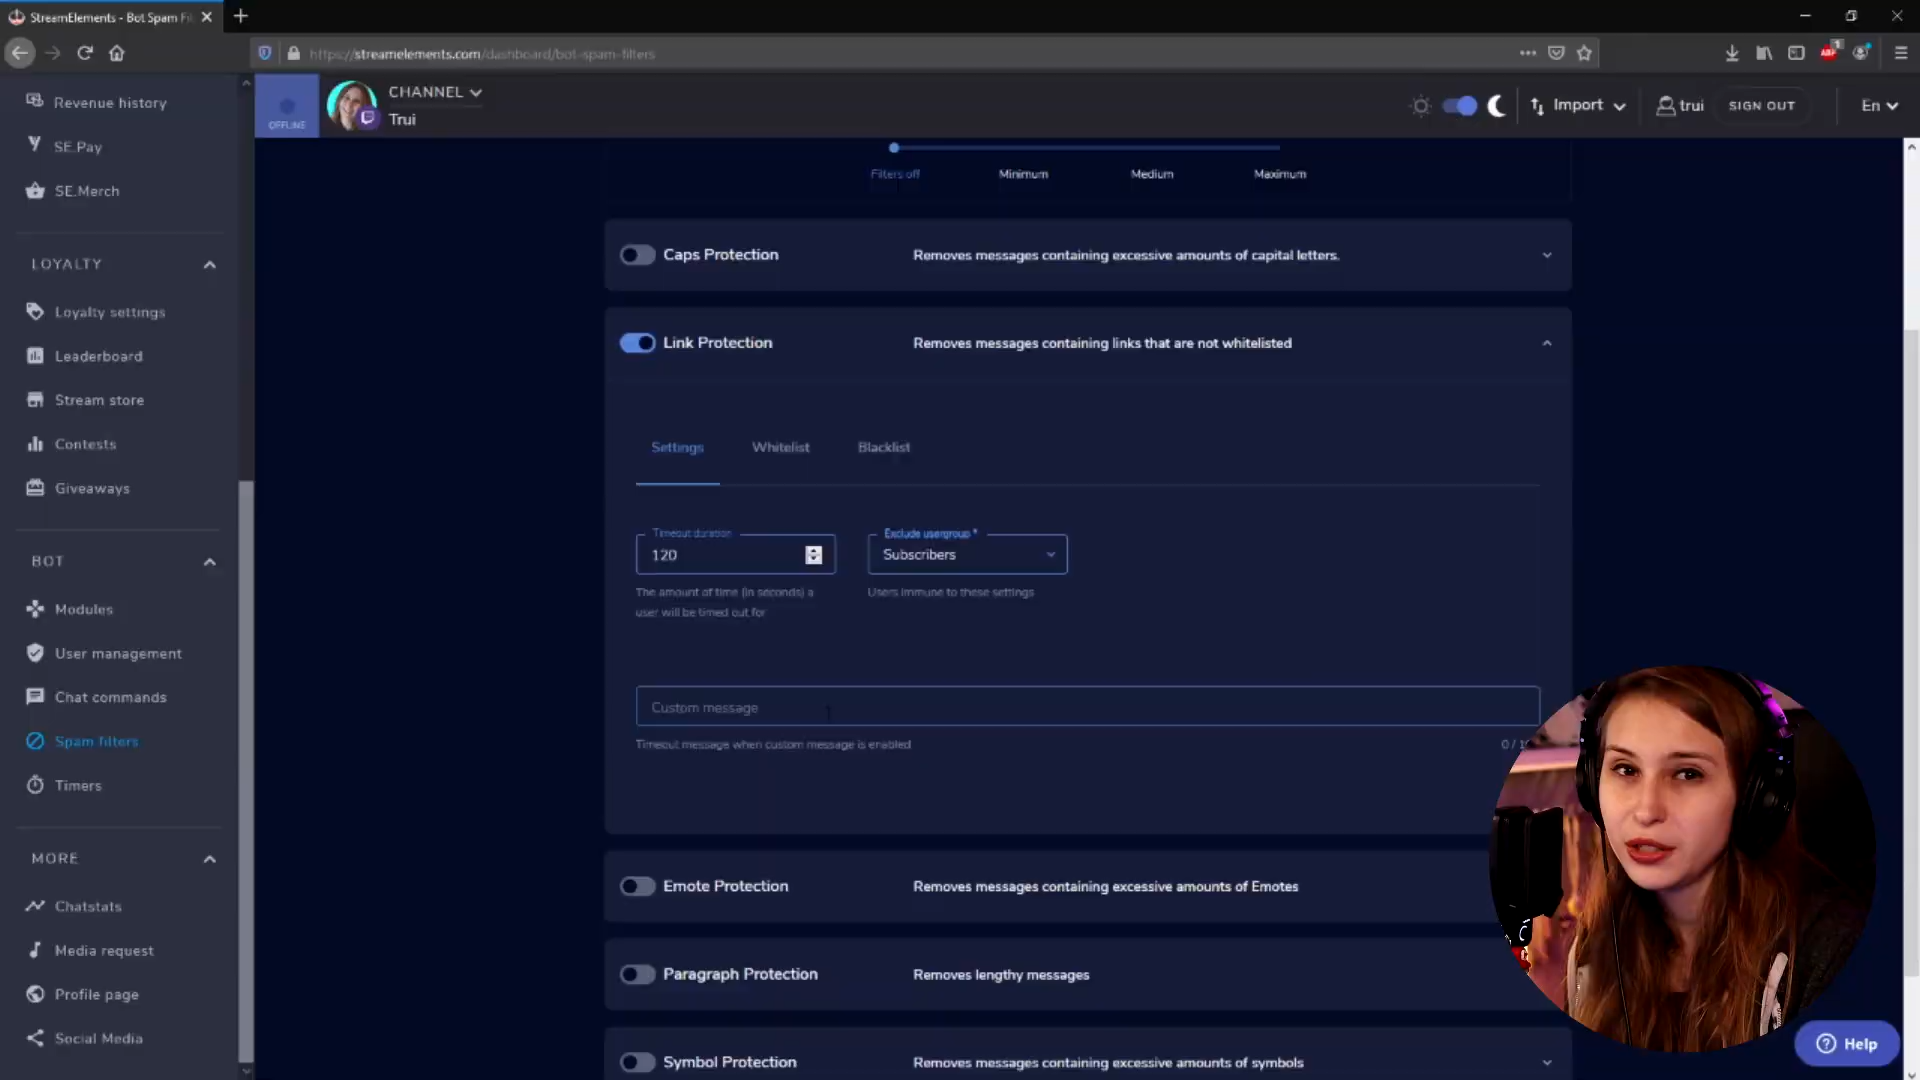 StreamElements - Bot Spam Fi
https://streamelements.com/dashboard/bot-spam-filters
Revenue history
SE.Pay
SE.Merch
LOYALTY
Loyalty settings
Leaderboard
Stream store
Contests
Giveaways
BOT
Modules
User management
Chat commands
Spam filters
Timers
MORE
Chatstats
Media request
Profile page
Social Media
OFFLINE
CHANNEL
Trui
Import
trui
SIGN OUT
En
Filters off
Minimum
Medium
Maximum
Caps Protection
Removes messages containing excessive amounts of capital letters.
Link Protection
Removes messages containing links that are not whitelisted
Settings
Whitelist
Blacklist
Timeout duration
120
The amount of time (in seconds) a
user will be timed out for
Exclude usergroup *
Subscribers
Users immune to these settings
Custom message
Timeout message when custom message is enabled
0 /
Emote Protection
Removes messages containing excessive amounts of Emotes
Paragraph Protection
Removes lengthy messages
Symbol Protection
Removes messages containing excessive amounts of symbols
Help